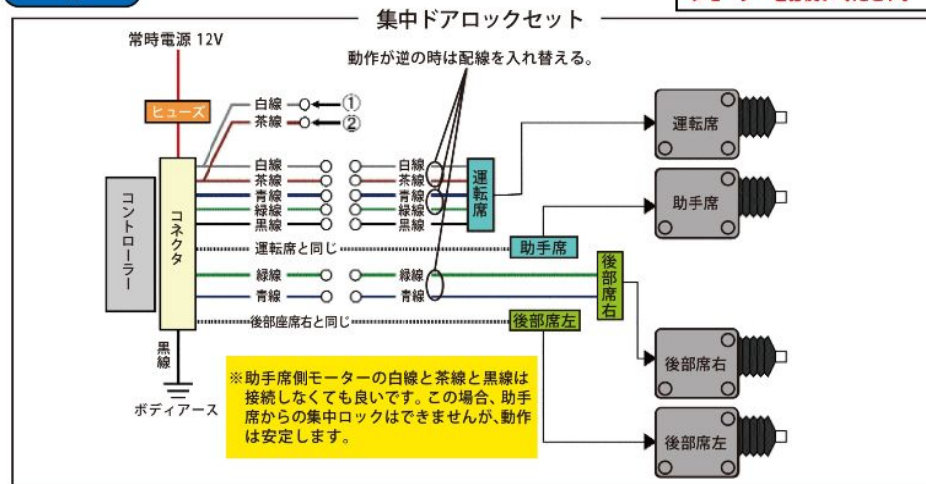 集中ドアロックセット
常時電源 12V
動作が逆の時は配線を入れ替える。
ヒューズ
白線 ①
茶線 ②
コントローラー
コネクタ
白線 白線
茶線 茶線
青線 青線
緑線 緑線
黒線 黒線
運転席
運転席と同じ
助手席
緑線 緑線
青線 青線
後部席右
後部座席右と同じ
後部席左
黒線
ボディアース
※助手席側モーターの白線と茶線と黒線は
接続しなくても良いです。この場合、助手
席からの集中ロックはできませんが、動作
は安定します。
運転席
助手席
後部席右
後部席左